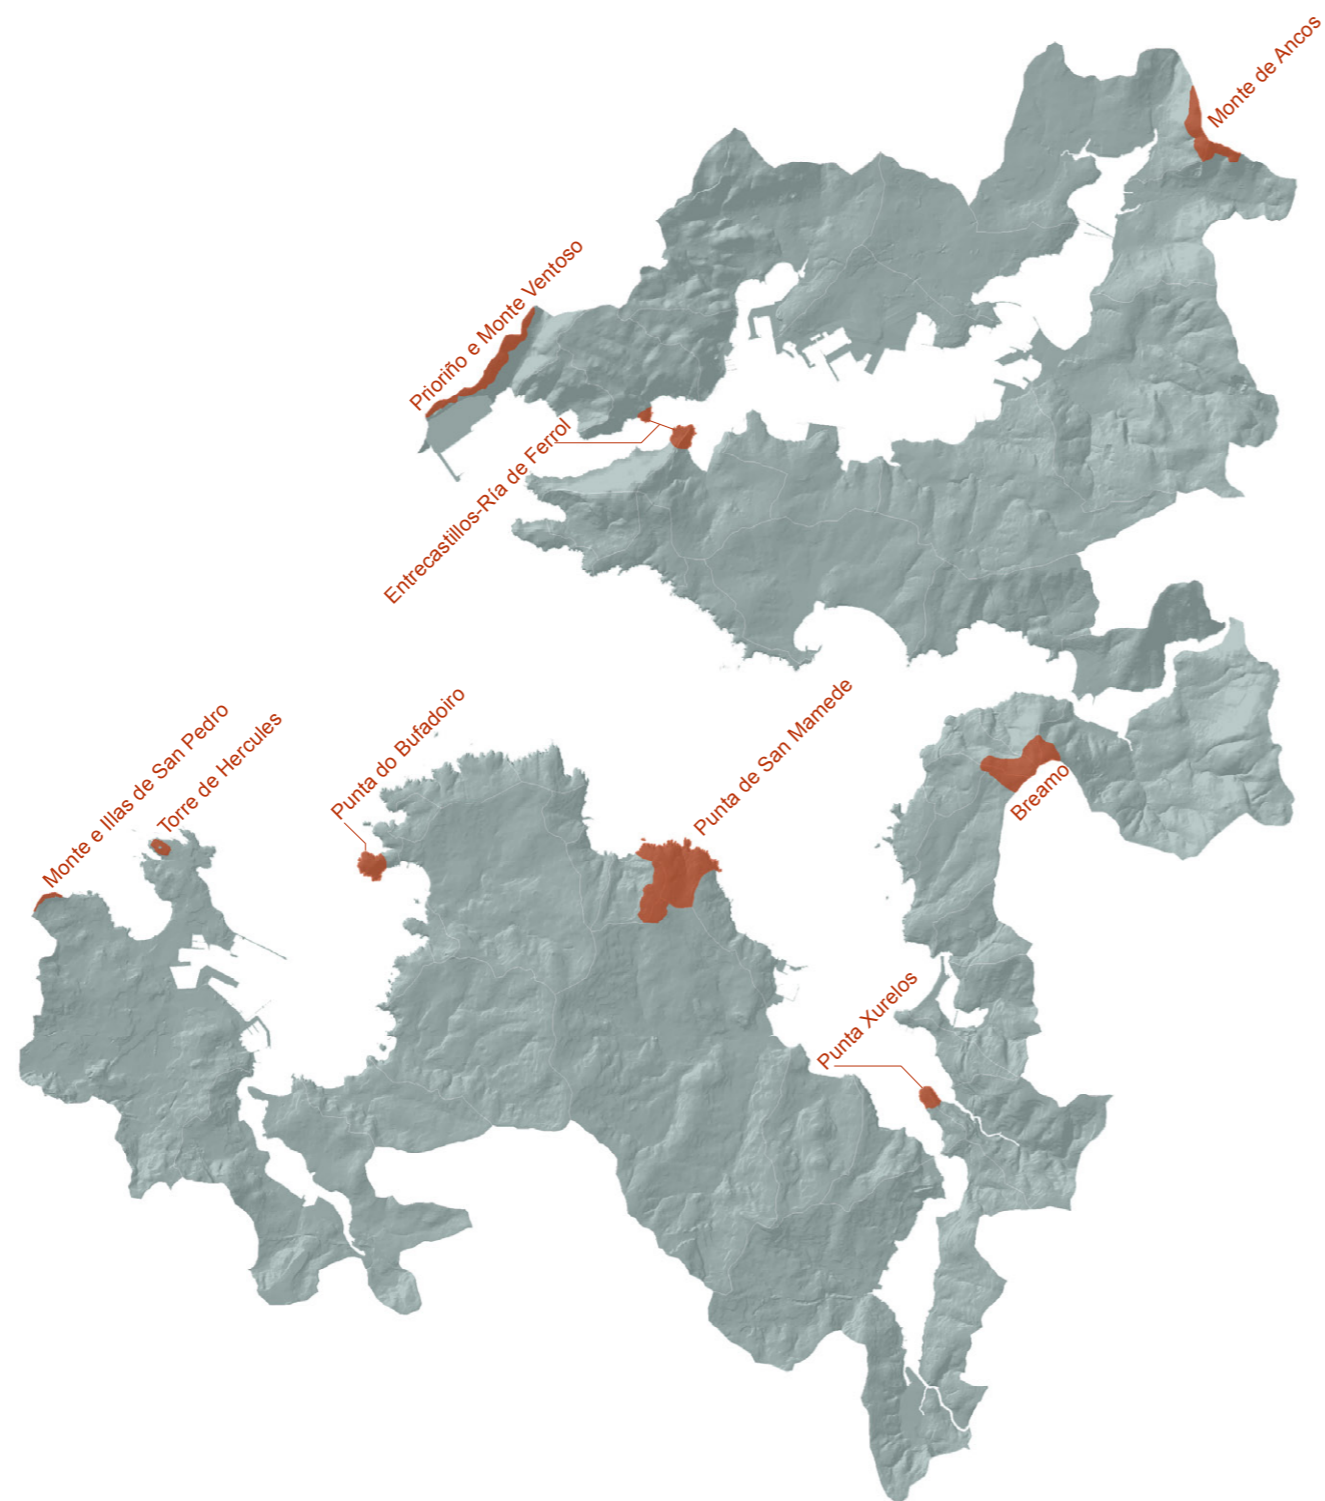 Monte de Ancos
Prioriño e Monte Ventoso
Entrecastillos-Ría de Ferrol
Monte e Illas de San Pedro
Torre de Hercules
Punta do Bufadoiro
Punta de San Mamede
Breamo
Punta Xurelos